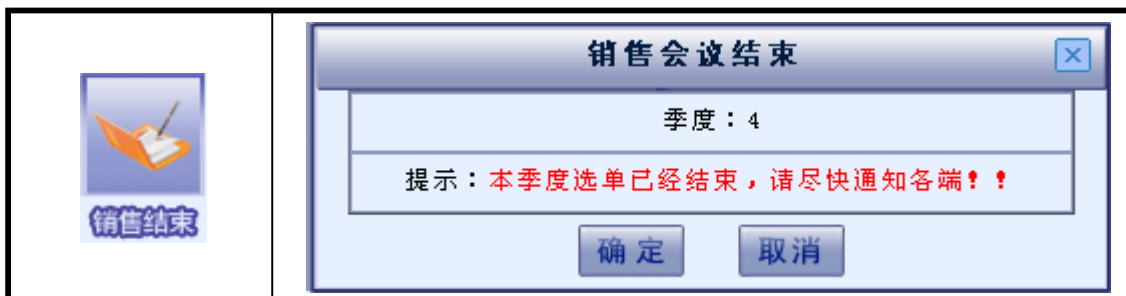 销售结束
销售会议结束
季度：4
提示：本季度选单已经结束，请尽快通知各端！！
确定
取消